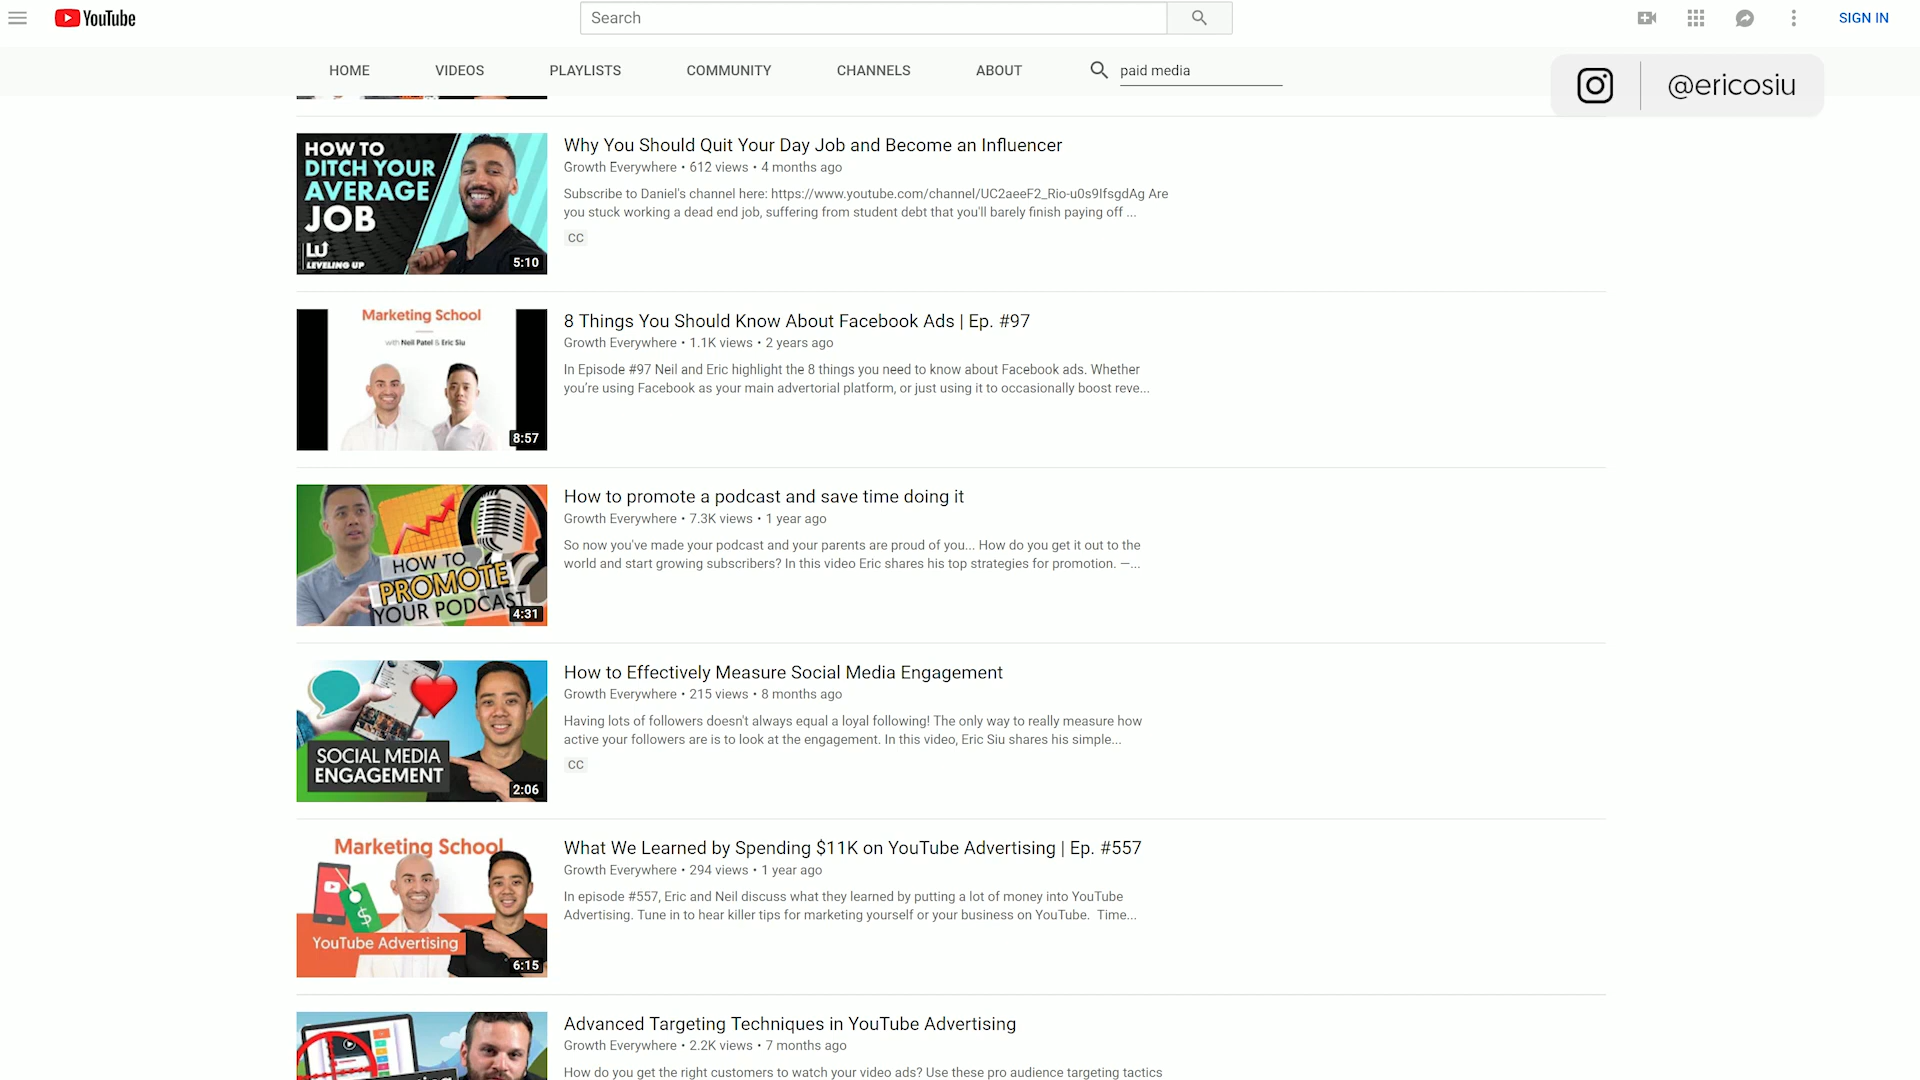 YouTube
Search
SIGN IN
HOME
VIDEOS
PLAYLISTS
COMMUNITY
CHANNELS
ABOUT
paid media
@ericosiu
HOW TO
DITCH YOUR
AVERAGE
JOB
LEVELING UP
5:10
Why You Should Quit Your Day Job and Become an Influencer
Growth Everywhere • 612 views • 4 months ago
Subscribe to Daniel's channel here: https://www.youtube.com/channel/UC2aeeF2_Rio-u0s9IfsgdAg Are
you stuck working a dead end job, suffering from student debt that you'll barely finish paying off ...
CC
Marketing School
with Neil Patel & Eric Siu
8:57
8 Things You Should Know About Facebook Ads | Ep. #97
Growth Everywhere • 1.1K views • 2 years ago
In Episode #97 Neil and Eric highlight the 8 things you need to know about Facebook ads. Whether
you’re using Facebook as your main advertorial platform, or just using it to occasionally boost reve...
HOW TO
PROMOTE
YOUR PODCAST
4:31
How to promote a podcast and save time doing it
Growth Everywhere • 7.3K views • 1 year ago
So now you've made your podcast and your parents are proud of you... How do you get it out to the
world and start growing subscribers? In this video Eric shares his top strategies for promotion. —...
SOCIAL MEDIA
ENGAGEMENT
2:06
How to Effectively Measure Social Media Engagement
Growth Everywhere • 215 views • 8 months ago
Having lots of followers doesn't always equal a loyal following! The only way to really measure how
active your followers are is to look at the engagement. In this video, Eric Siu shares his simple...
CC
Marketing School
$
YouTube Advertising
6:15
What We Learned by Spending $11K on YouTube Advertising | Ep. #557
Growth Everywhere • 294 views • 1 year ago
In episode #557, Eric and Neil discuss what they learned by putting a lot of money into YouTube
Advertising. Tune in to hear killer tips for marketing yourself or your business on YouTube. Time...
Advanced Targeting Techniques in YouTube Advertising
Growth Everywhere • 2.2K views • 7 months ago
How do you get the right customers to watch your video ads? Use these pro audience targeting tactics